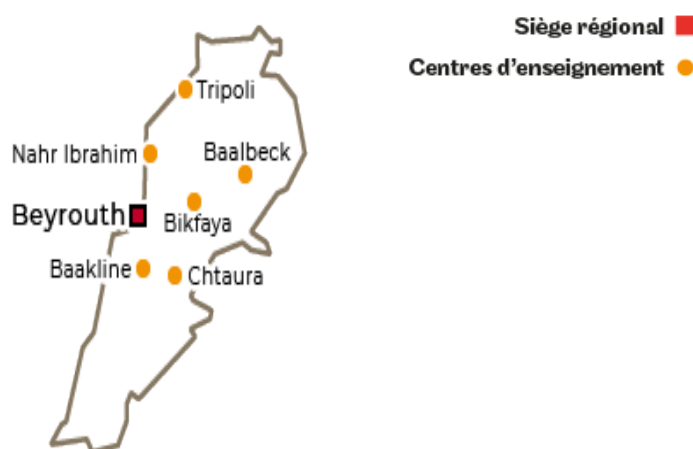 Siège régional
Centres d'enseignement
Tripoli
Nahr Ibrahim
Baalbeck
Beyrouth
Bikfaya
Baakline
Chtaura